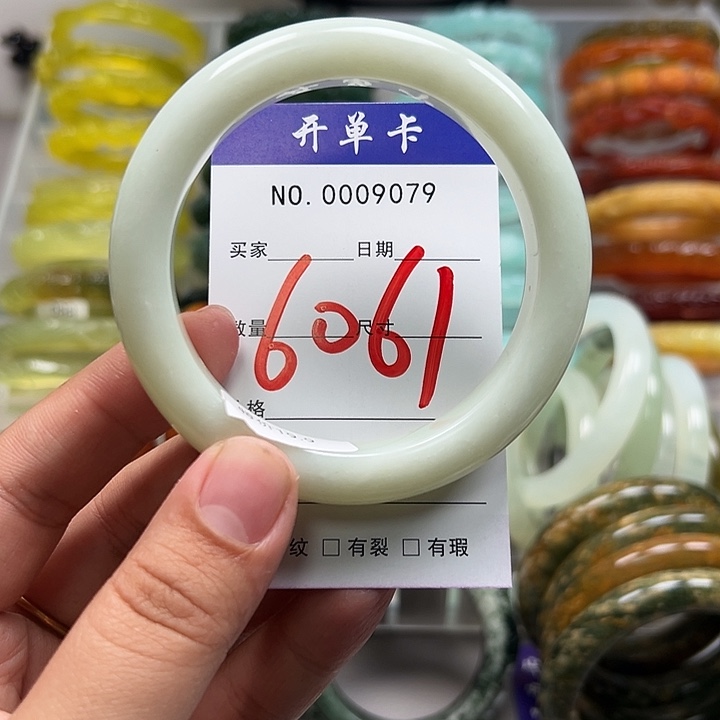 开单卡
NO. 0009079
买家 日期
数量 尺寸
6061
格
纹 □ 有裂 □ 有瑕